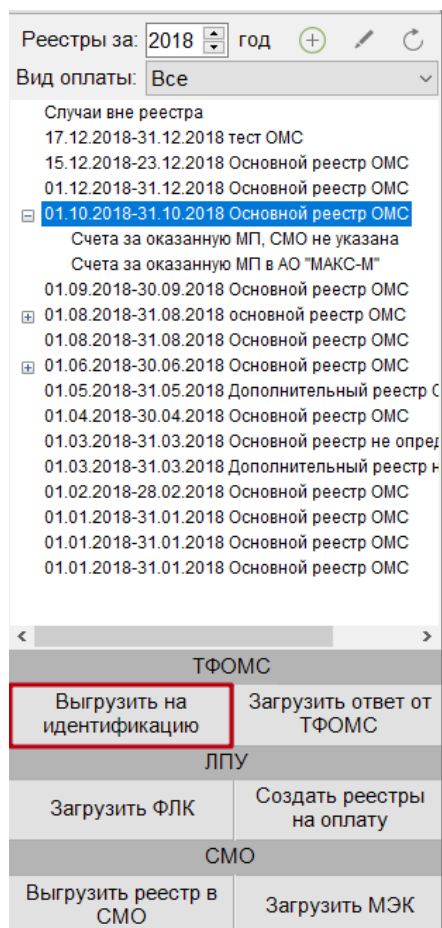 Реестры за: 2018 год
Вид оплаты: Все
Случаи вне реестра
17.12.2018-31.12.2018 тест ОМС
15.12.2018-23.12.2018 Основной реестр ОМС
01.12.2018-31.12.2018 Основной реестр ОМС
01.10.2018-31.10.2018 Основной реестр ОМС
Счета за оказанную МП, СМО не указана
Счета за оказанную МП в АО "МАКС-М"
01.09.2018-30.09.2018 Основной реестр ОМС
01.08.2018-31.08.2018 основной реестр ОМС
01.08.2018-31.08.2018 Основной реестр ОМС
01.06.2018-30.06.2018 Основной реестр ОМС
01.05.2018-31.05.2018 Дополнительный реестр
01.04.2018-30.04.2018 Основной реестр ОМС
01.03.2018-31.03.2018 Основной реестр не опред
01.03.2018-31.03.2018 Дополнительный реестр н
01.02.2018-28.02.2018 Основной реестр ОМС
01.01.2018-31.01.2018 Основной реестр ОМС
01.01.2018-31.01.2018 Основной реестр ОМС
01.01.2018-31.01.2018 Основной реестр ОМС
ТФОМС
Выгрузить на
идентификацию
Загрузить ответ от
ТФОМС
ЛПУ
Загрузить ФЛК
Создать реестры
на оплату
СМО
Выгрузить реестр в
СМО
Загрузить МЭК